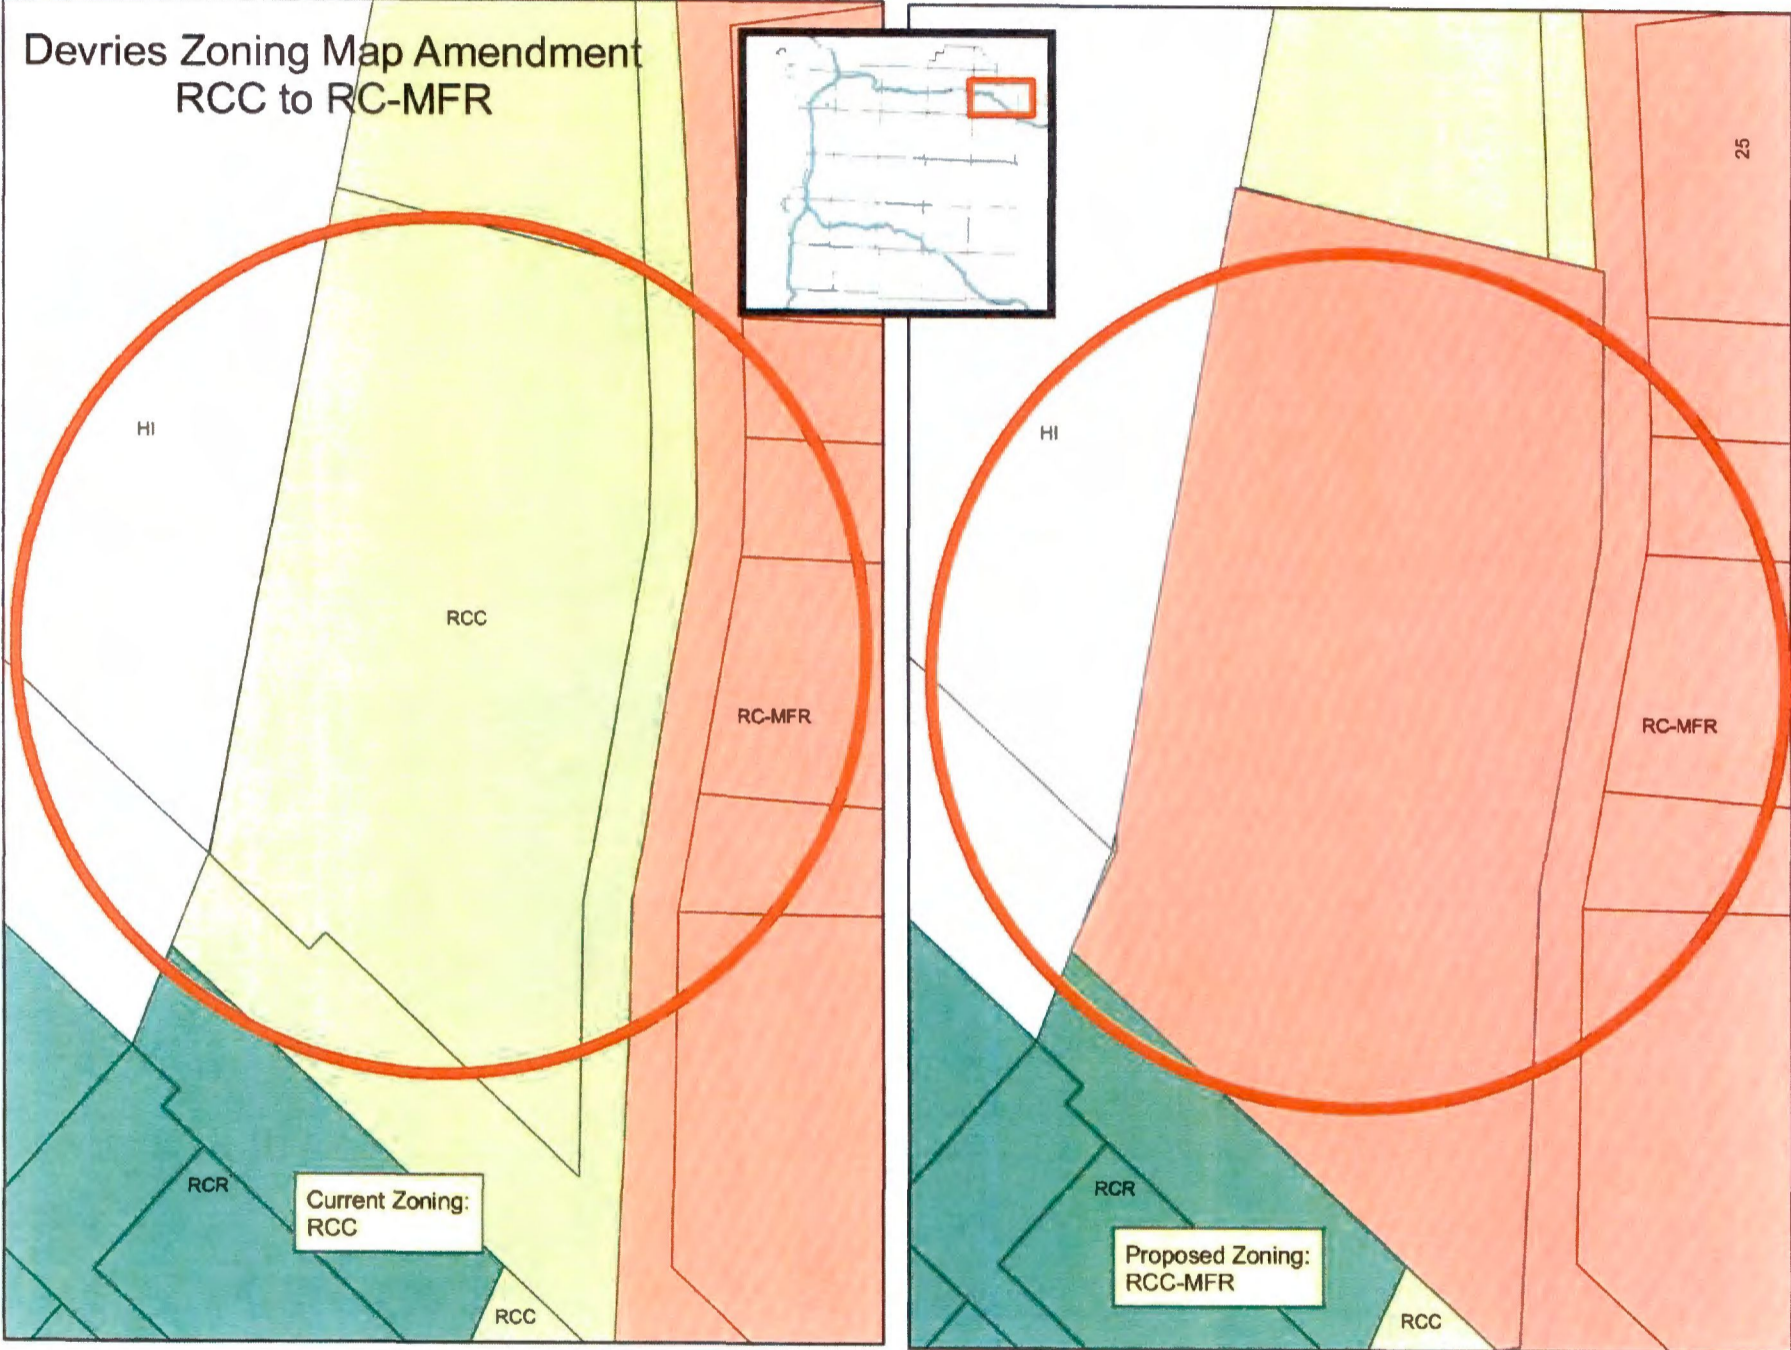 Devries Zoning Map Amendment
RCC to RC-MFR
HI
RCC
RC-MFR
RCR
Current Zoning:
RCC
RCC
25
HI
RC-MFR
RCR
Proposed Zoning:
RCC-MFR
RCC